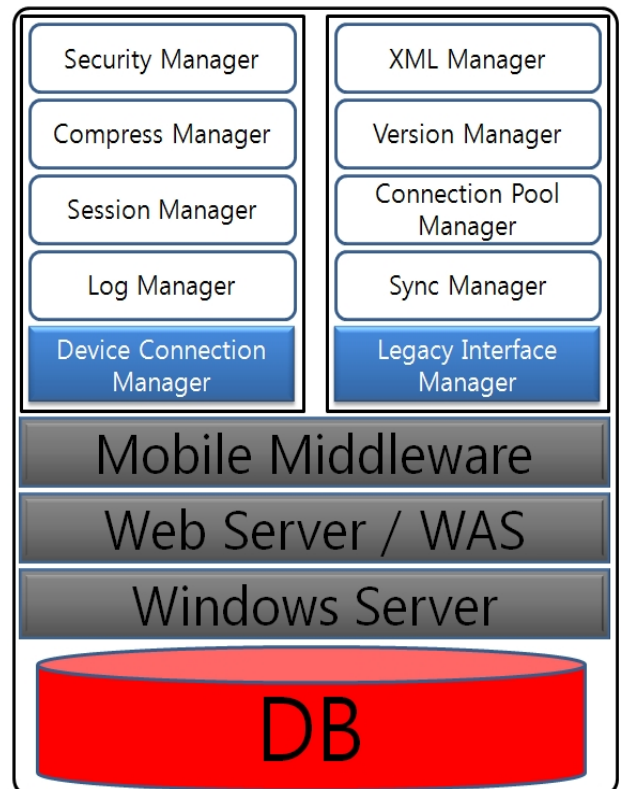 Security Manager
Compress Manager
Session Manager
Log Manager
Device Connection
Manager
XML Manager
Version Manager
Connection Pool
Manager
Sync Manager
Legacy Interface
Manager
Mobile Middleware
Web Server / WAS
Windows Server
DB